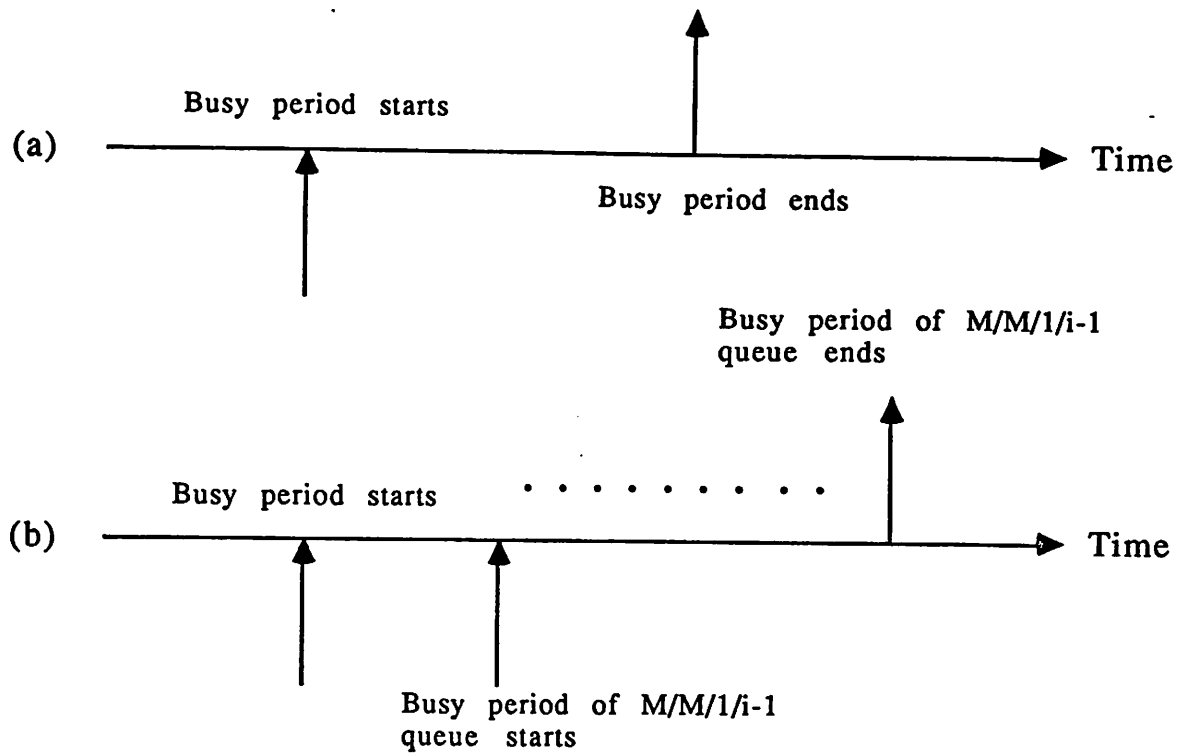 Busy period starts
(a)
Time
Busy period ends
Busy period of M/M/1/i-1
queue ends
Busy period starts
(b)
Time
Busy period of M/M/1/i-1
queue starts